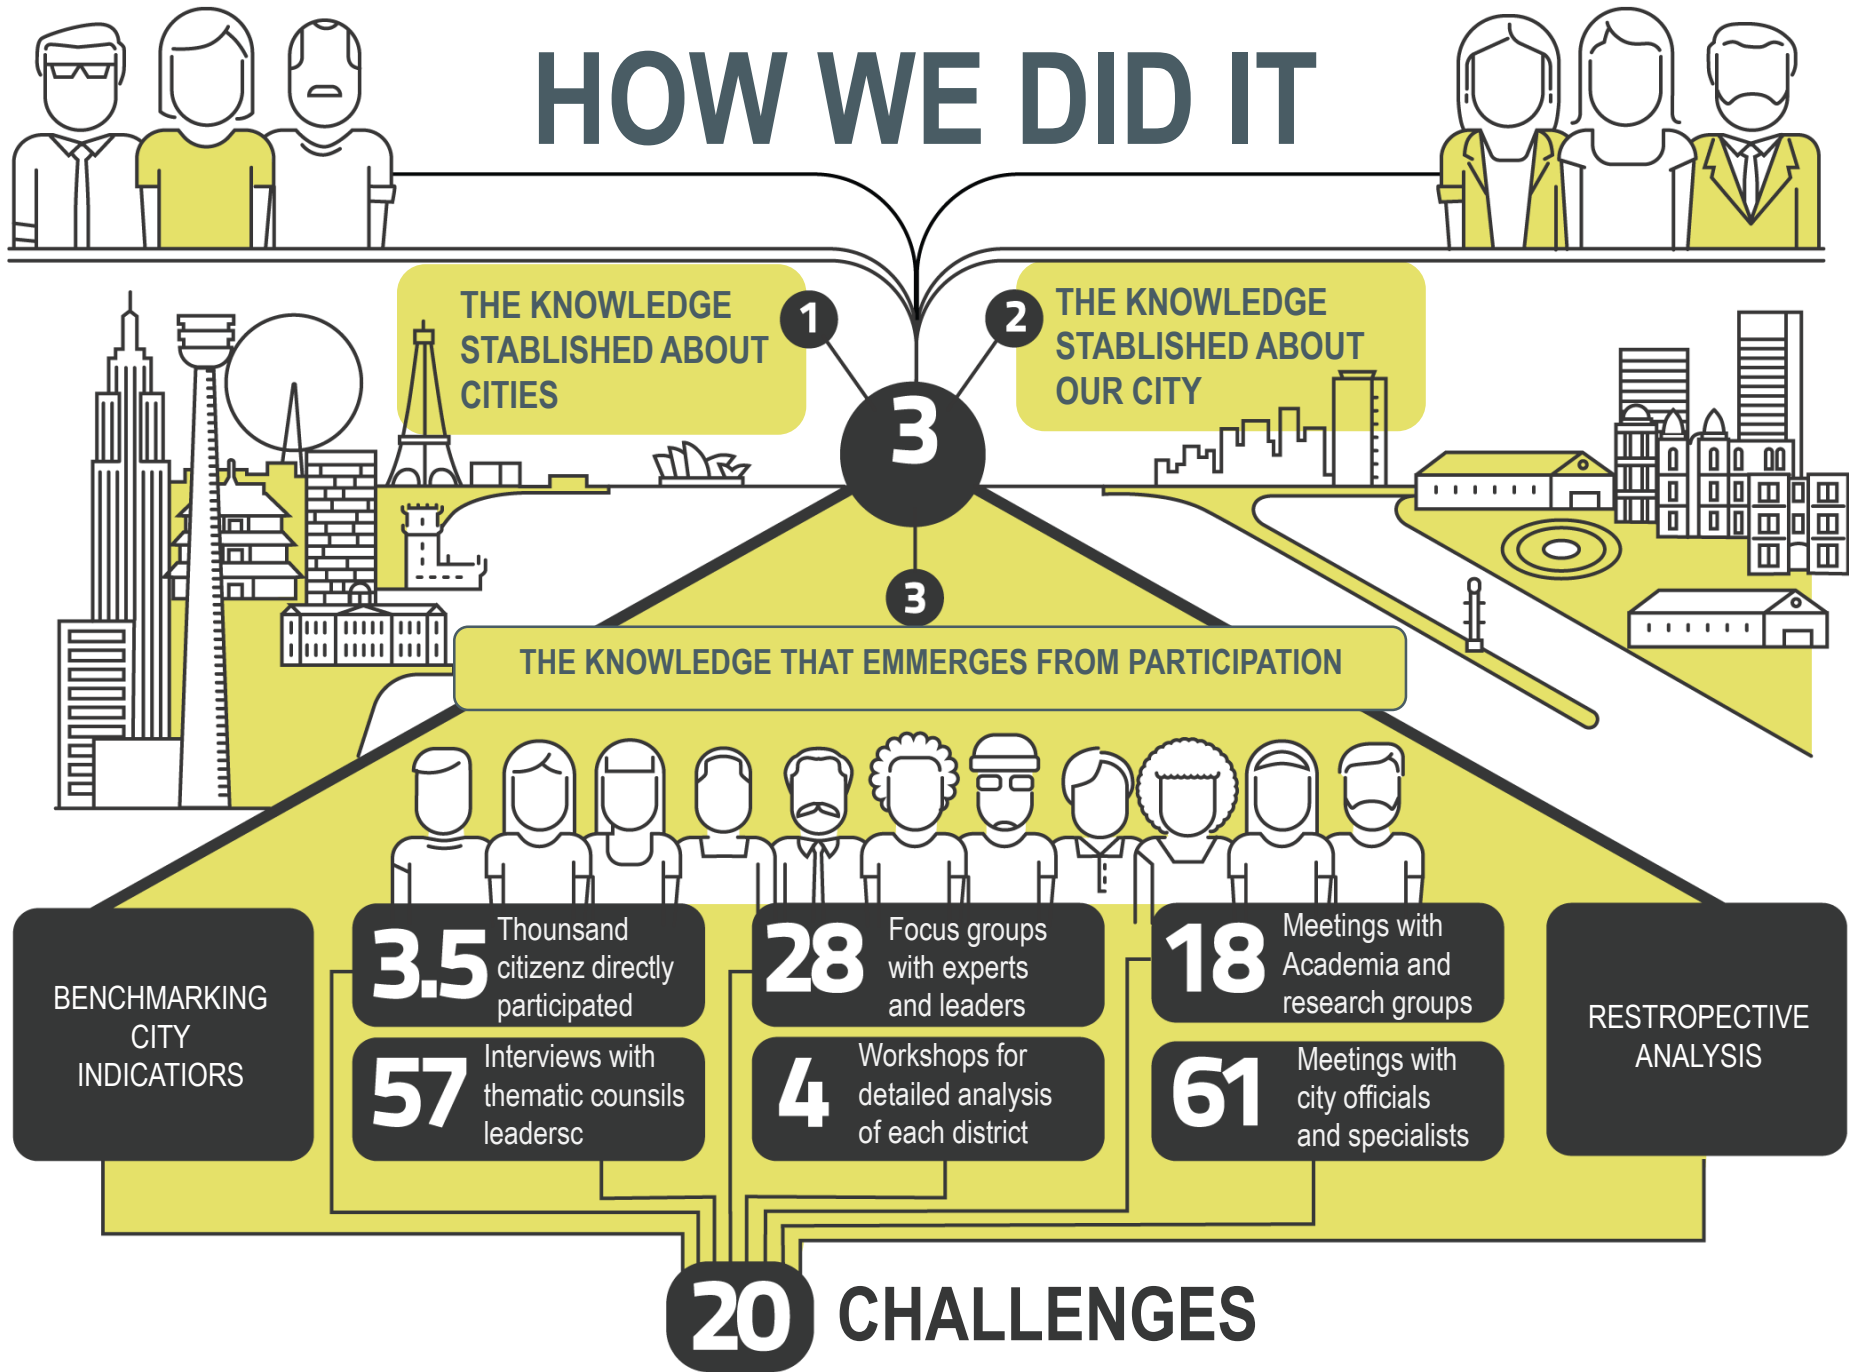 HOW WE DID IT
THE KNOWLEDGE
STABLISHED ABOUT
CITIES
1
2
THE KNOWLEDGE
STABLISHED ABOUT
OUR CITY
3
3
THE KNOWLEDGE THAT EMMERGES FROM PARTICIPATION
BENCHMARKING
CITY
INDICATIORS
3.5
Thounsand
citizenz directly
participated
28
Focus groups
with experts
and leaders
18
Meetings with
Academia and
research groups
57
Interviews with
thematic counsils
leadersc
4
Workshops for
detailed analysis
of each district
61
Meetings with
city officials
and specialists
RESTROPECTIVE
ANALYSIS
20 CHALLENGES